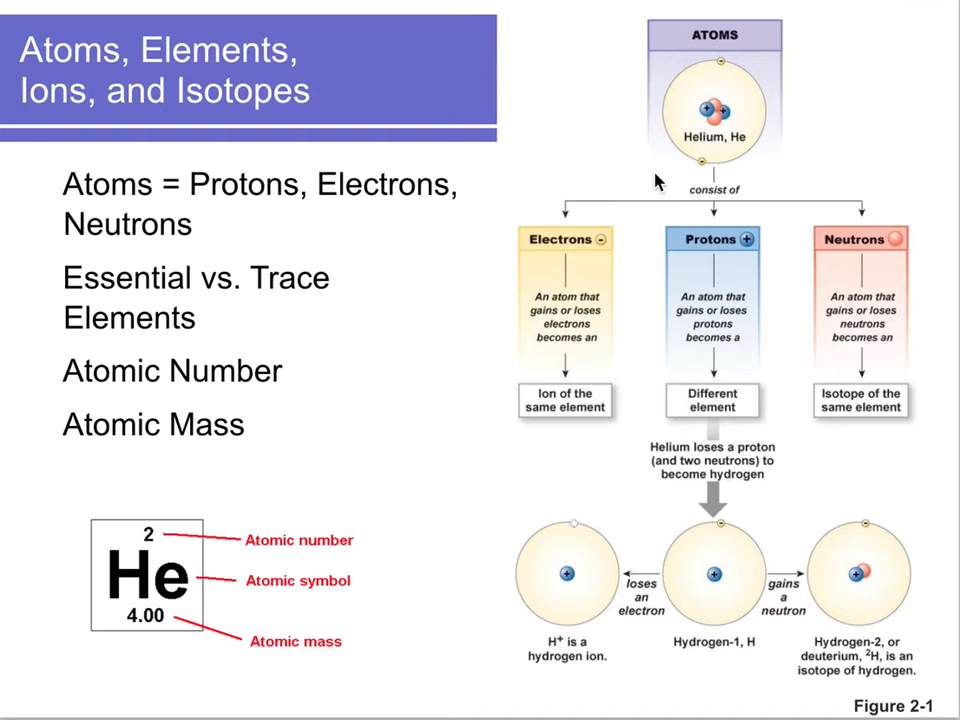 Atoms, Elements,
Ions, and Isotopes
Atoms = Protons, Electrons,
Neutrons
Essential vs. Trace
Elements
Atomic Number
Atomic Mass
2
He
4.00
Atomic number
Atomic symbol
Atomic mass
ATOMS
-
+ +
Helium, He
-
consist of
Electrons -
An atom that
gains or loses
electrons
becomes an
Ion of the
same element
Protons +
An atom that
gains or loses
protons
becomes a
Different
element
Neutrons
An atom that
gains or loses
neutrons
becomes an
Isotope of the
same element
Helium loses a proton
(and two neutrons) to
become hydrogen
+
H⁺ is a
hydrogen ion.
loses
an
electron
-
+
Hydrogen-1, H
gains
a
neutron
-
+
Hydrogen-2, or
deuterium, ²H, is an
isotope of hydrogen.
Figure 2-1